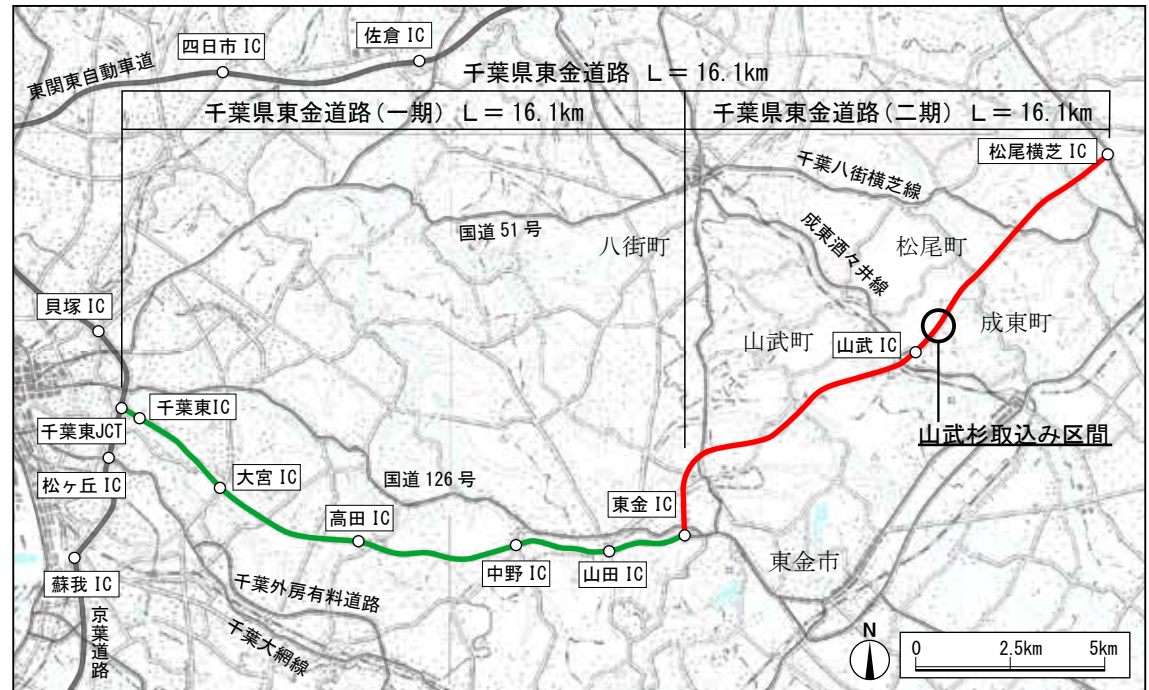 四日市 IC
佐倉 IC
東関東自動車道
千葉県東金道路 L＝16.1km
千葉県東金道路(一期) L＝16.1km
千葉県東金道路(二期) L＝16.1km
松尾横芝 IC
千葉八街横芝線
国道 51 号
八街町
成東酒々井線
松尾町
貝塚 IC
山武町
山武 IC
成東町
千葉東IC
千葉東JCT
山武杉取込み区間
松ヶ丘 IC
大宮 IC
国道 126 号
東金 IC
高田 IC
中野 IC
山田 IC
東金市
蘇我 IC
千葉外房有料道路
京葉道路
千葉大網線
N
0 2.5km 5km